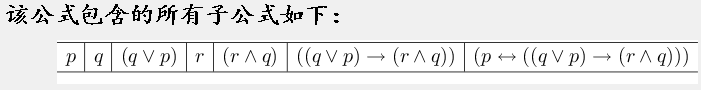 该公式包含的所有子公式如下：
p | q | (q ∨ p) | r | (r ∧ q) | ((q ∨ p) → (r ∧ q)) | (p ↔ ((q ∨ p) → (r ∧ q)))